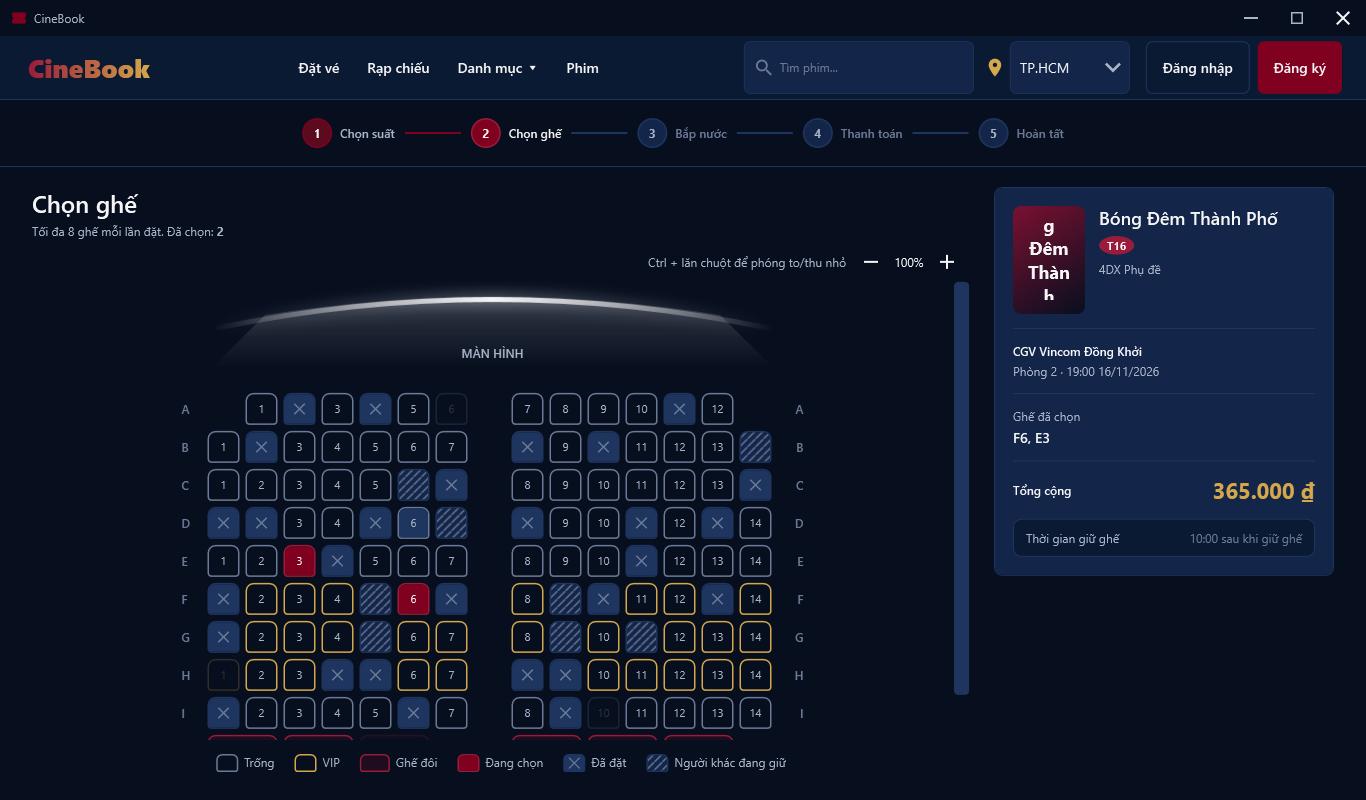 CineBook
CineBook
Đặt vé
Rạp chiếu
Danh mục
Phim
Tìm phim...
TP.HCM
Đăng nhập
Đăng ký
1 Chọn suất
2 Chọn ghế
3 Bắp nước
4 Thanh toán
5 Hoàn tất
Chọn ghế
Tối đa 8 ghế mỗi lần đặt. Đã chọn: 2
Ctrl + lăn chuột để phóng to/thu nhỏ
100%
MÀN HÌNH
A 1 3 5 6 7 8 9 10 12 A
B 1 3 4 5 6 7 9 11 12 13 B
C 1 2 3 4 5 8 9 10 11 12 13 C
D 3 4 6 9 10 12 14 D
E 1 2 3 5 6 7 8 9 10 12 13 14 E
F 2 3 4 6 8 11 12 14 F
G 2 3 4 6 7 8 10 12 13 14 G
H 1 2 3 6 7 10 11 12 13 14 H
I 2 3 4 5 7 8 10 11 12 13 14 I
Trống
VIP
Ghế đôi
Đang chọn
Đã đặt
Người khác đang giữ
g
Đêm
Thàn
h
Bóng Đêm Thành Phố
T16
4DX Phụ đề
CGV Vincom Đồng Khởi
Phòng 2 · 19:00 16/11/2026
Ghế đã chọn
F6, E3
Tổng cộng
365.000 ₫
Thời gian giữ ghế
10:00 sau khi giữ ghế